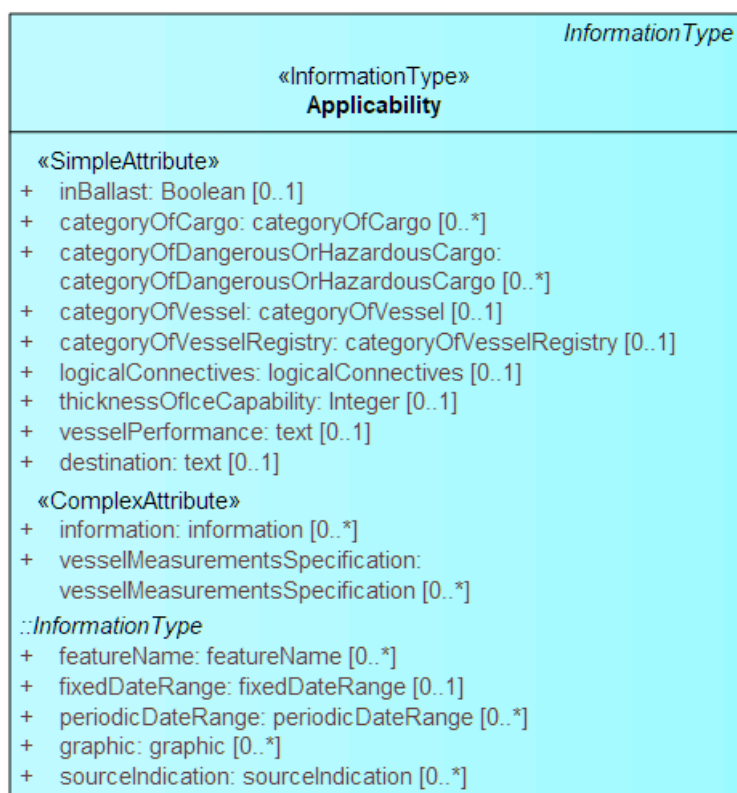 InformationType
«InformationType»
Applicability
«SimpleAttribute»
+ inBallast: Boolean [0..1]
+ categoryOfCargo: categoryOfCargo [0..*]
+ categoryOfDangerousOrHazardousCargo:
categoryOfDangerousOrHazardousCargo [0..*]
+ categoryOfVessel: categoryOfVessel [0..1]
+ categoryOfVesselRegistry: categoryOfVesselRegistry [0..1]
+ logicalConnectives: logicalConnectives [0..1]
+ thicknessOfIceCapability: Integer [0..1]
+ vesselPerformance: text [0..1]
+ destination: text [0..1]
«ComplexAttribute»
+ information: information [0..*]
+ vesselMeasurementsSpecification:
vesselMeasurementsSpecification [0..*]
::InformationType
+ featureName: featureName [0..*]
+ fixedDateRange: fixedDateRange [0..1]
+ periodicDateRange: periodicDateRange [0..*]
+ graphic: graphic [0..*]
+ sourceIndication: sourceIndication [0..*]